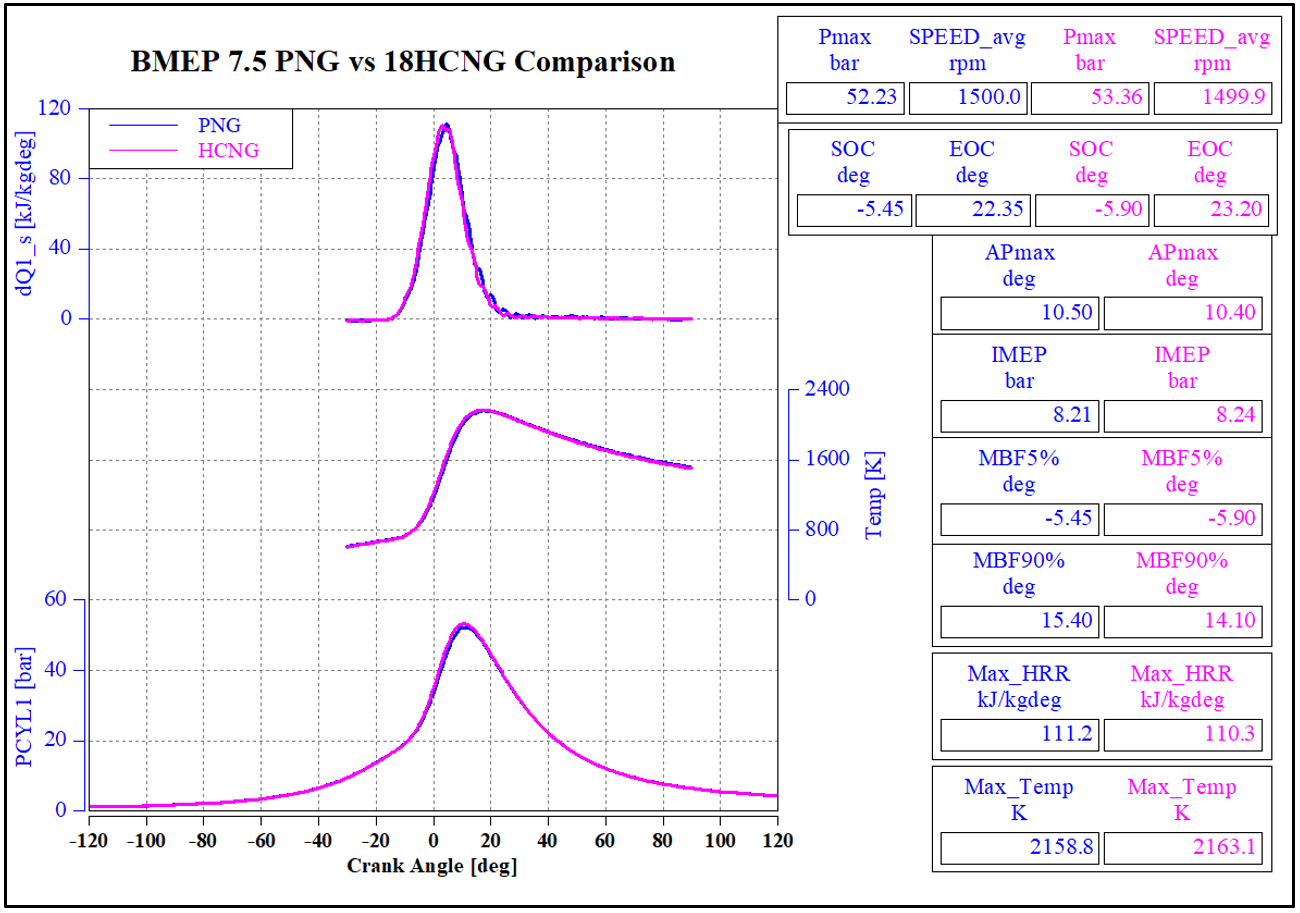 BMEP 7.5 PNG vs 18HCNG Comparison
PNG
HCNG
120
80
40
0
dQ1_s [kJ/kgdeg]
2400
1600
800
0
Temp [K]
60
40
20
0
PCYL1 [bar]
-120 -100 -80 -60 -40 -20 0 20 40 60 80 100 120
Crank Angle [deg]
Pmax SPEED_avg Pmax SPEED_avg
bar rpm bar rpm
52.23 1500.0 53.36 1499.9
SOC EOC SOC EOC
deg deg deg deg
-5.45 22.35 -5.90 23.20
APmax APmax
deg deg
10.50 10.40
IMEP IMEP
bar bar
8.21 8.24
MBF5% MBF5%
deg deg
-5.45 -5.90
MBF90% MBF90%
deg deg
15.40 14.10
Max_HRR Max_HRR
kJ/kgdeg kJ/kgdeg
111.2 110.3
Max_Temp Max_Temp
K K
2158.8 2163.1